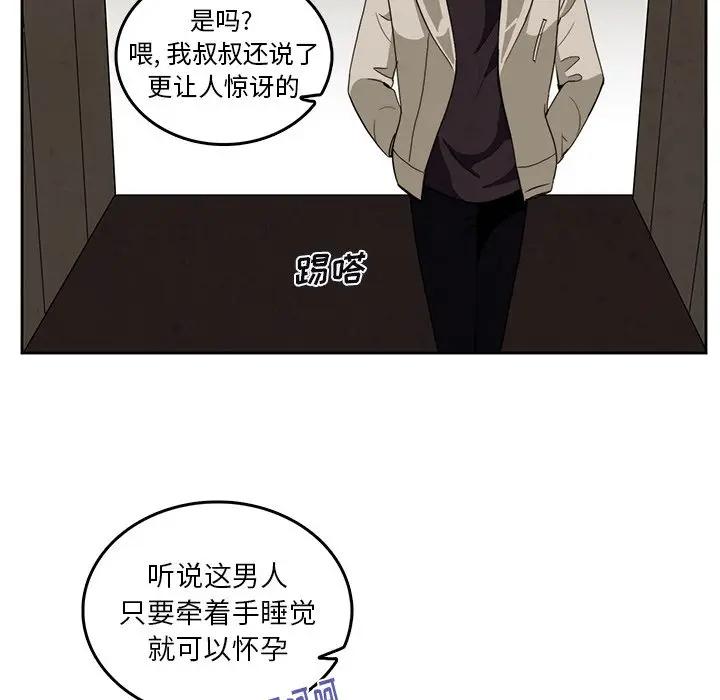 是吗?
喂, 我叔叔还说了
更让人惊讶的
踢嗒
听说这男人
只要牵着手睡觉
就可以怀孕